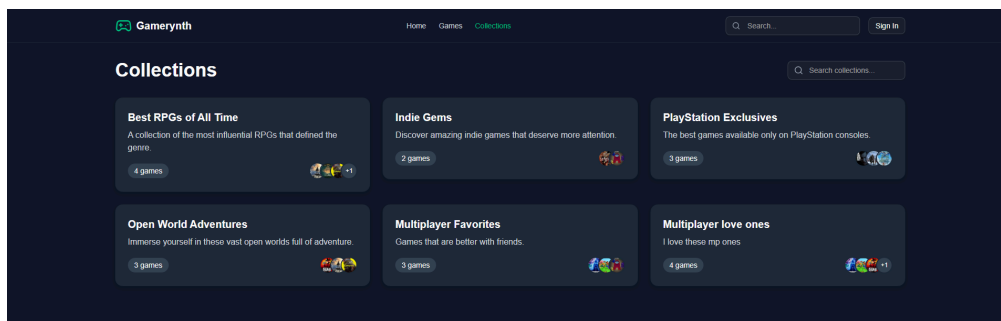 Gamerynth
Home Games Collections
Search...
Sign In
Collections
Search collections...
Best RPGs of All Time
A collection of the most influential RPGs that defined the
genre.
4 games
+1
Indie Gems
Discover amazing indie games that deserve more attention.
2 games
PlayStation Exclusives
The best games available only on PlayStation consoles.
3 games
Open World Adventures
Immerse yourself in these vast open worlds full of adventure.
3 games
Multiplayer Favorites
Games that are better with friends.
3 games
Multiplayer love ones
I love these mp ones
4 games
+1